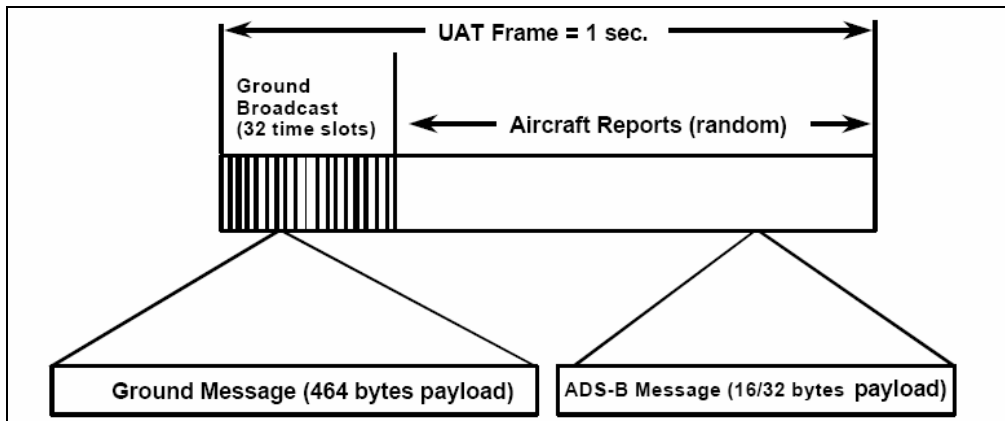 UAT Frame = 1 sec.
Ground
Broadcast
(32 time slots)
Aircraft Reports (random)
Ground Message (464 bytes payload)
ADS-B Message (16/32 bytes payload)